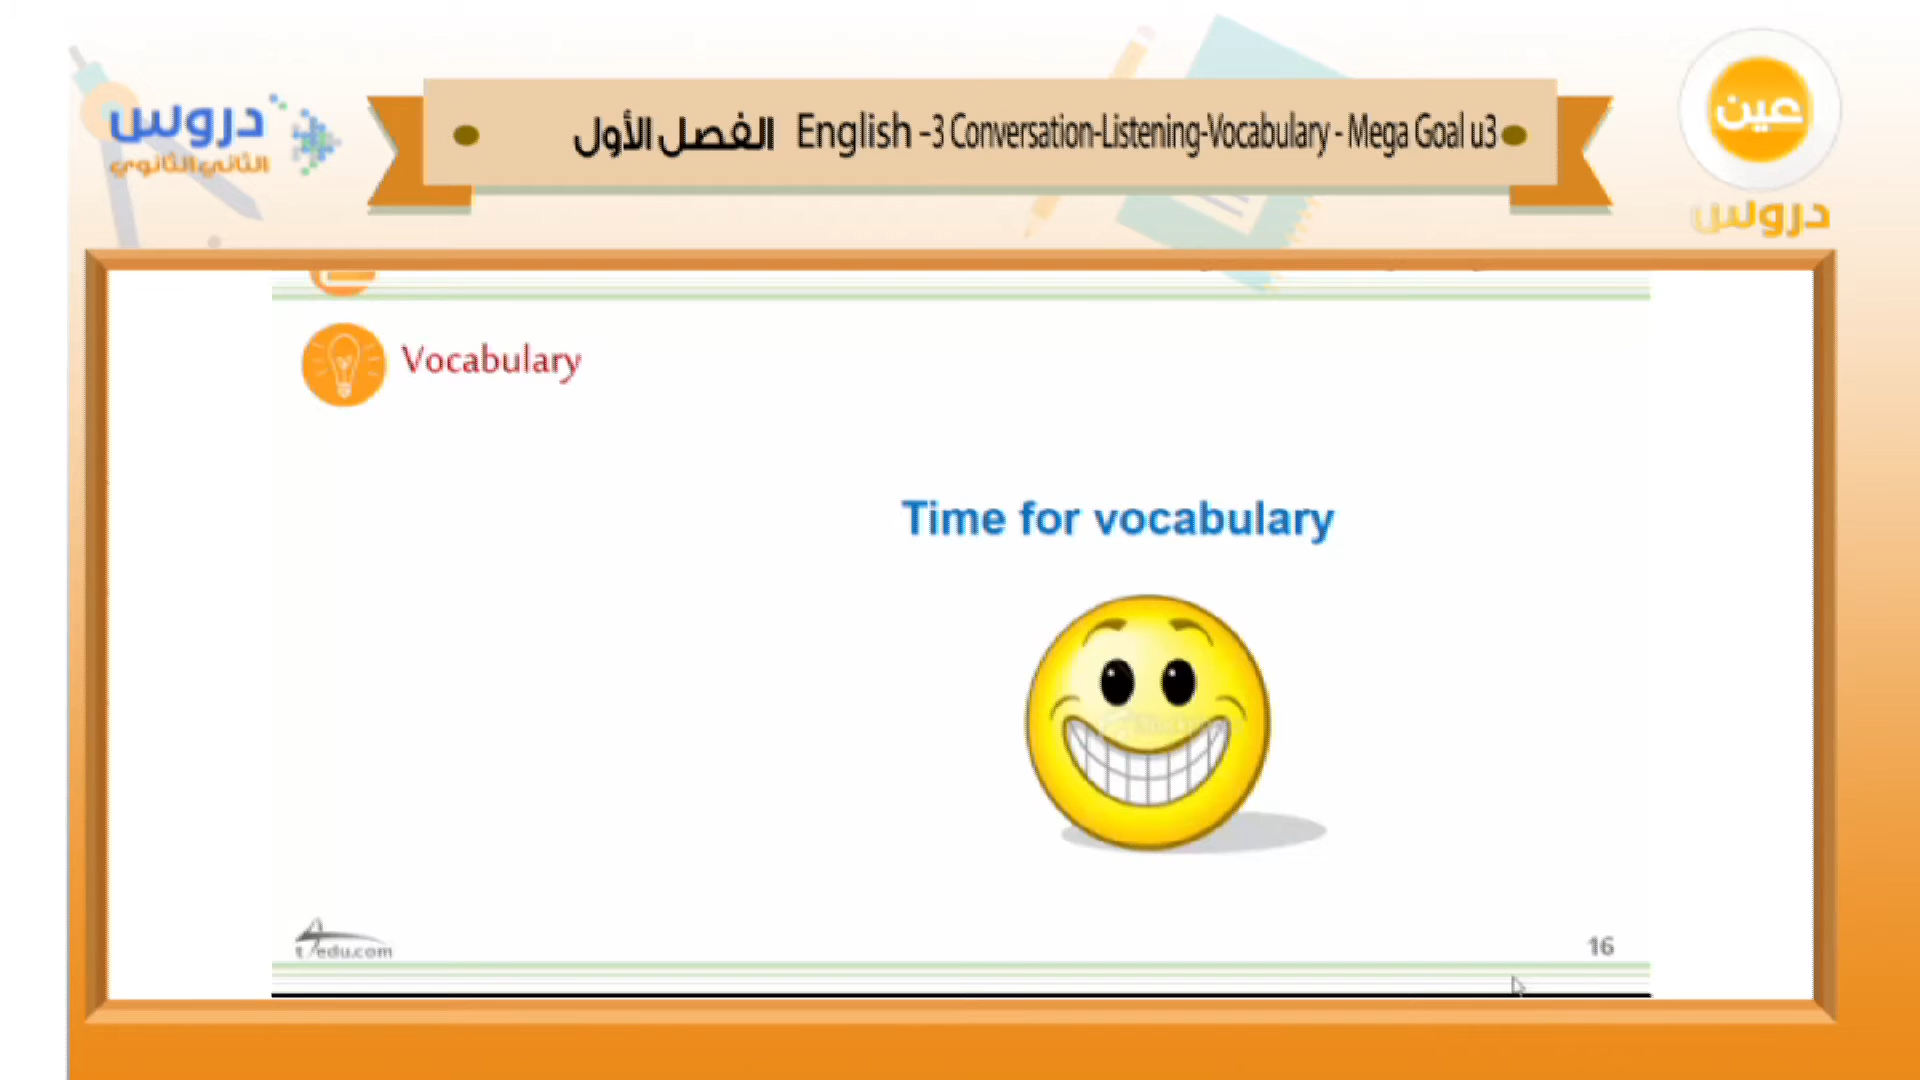 دروس
الثاني الثانوي
الفصل الأول English -3 Conversation-Listening-Vocabulary - Mega Goal u3
عين
دروس
Vocabulary
Time for vocabulary
t4edu.com
16